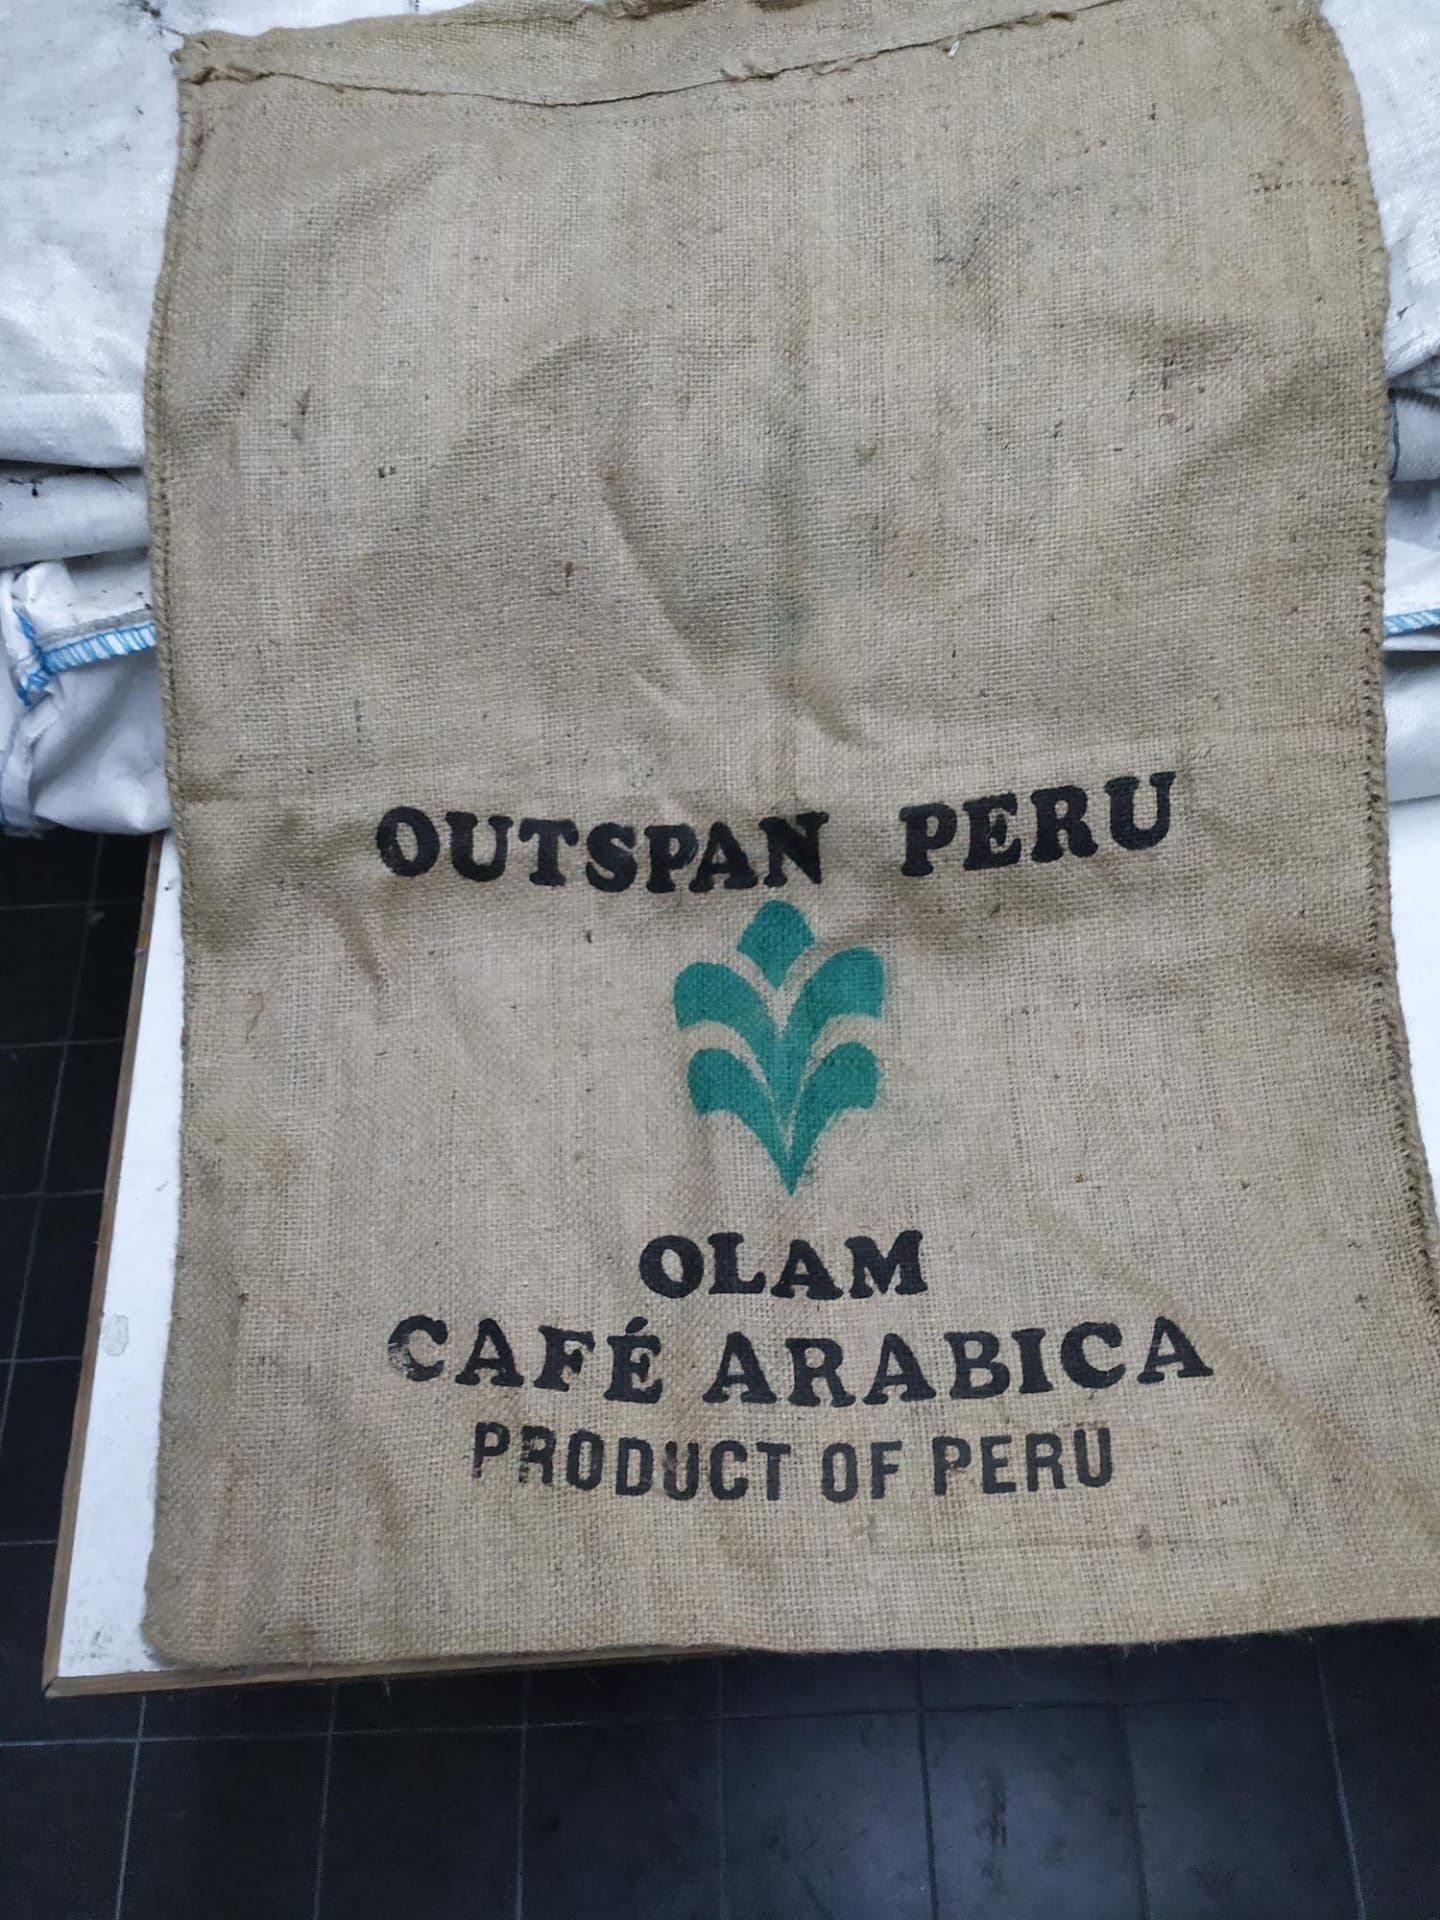 OUTSPAN PERU
OLAM
CAFÉ ARABICA
PRODUCT OF PERU